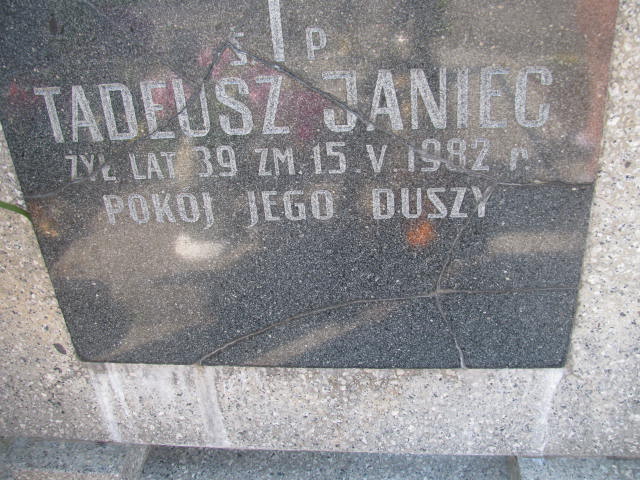 Ś P
TADEUSZ JANIEC
ŻYŁ LAT 39 ZM. 15.V.1982 R
POKÓJ JEGO DUSZY